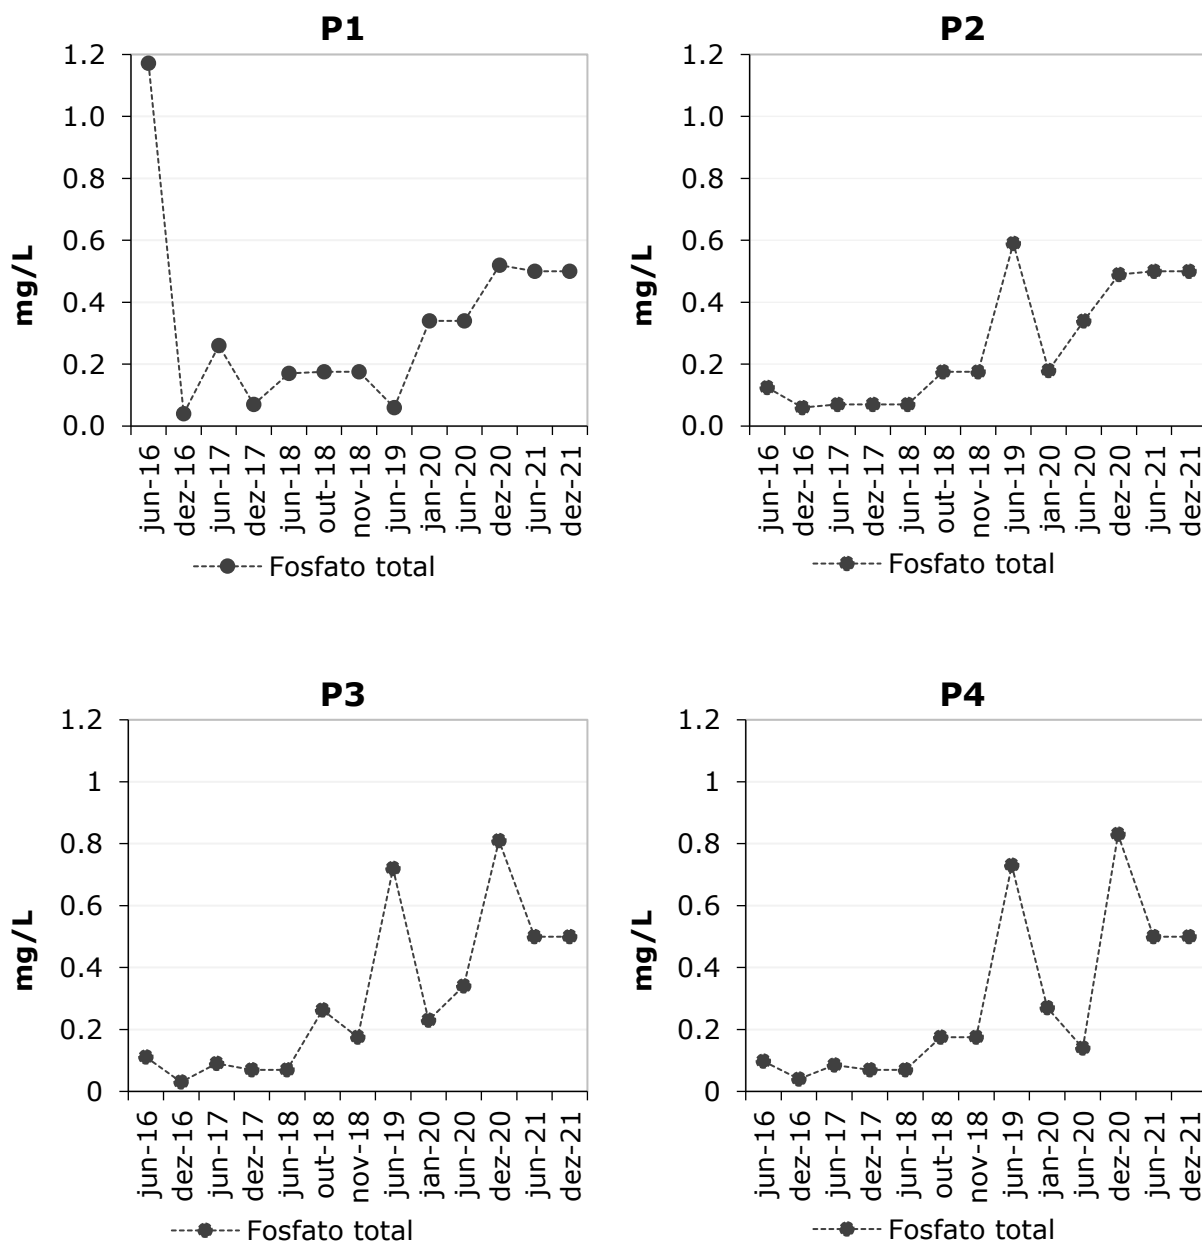 P1
1.2
1.0
0.8
0.6
0.4
0.2
0.0
mg/L
jun-16
dez-16
jun-17
dez-17
jun-18
out-18
nov-18
jun-19
jan-20
jun-20
dez-20
jun-21
dez-21
Fosfato total
P2
1.2
1.0
0.8
0.6
0.4
0.2
0.0
mg/L
jun-16
dez-16
jun-17
dez-17
jun-18
out-18
nov-18
jun-19
jan-20
jun-20
dez-20
jun-21
dez-21
Fosfato total
P3
1.2
1
0.8
0.6
0.4
0.2
0
mg/L
jun-16
dez-16
jun-17
dez-17
jun-18
out-18
nov-18
jun-19
jan-20
jun-20
dez-20
jun-21
dez-21
Fosfato total
P4
1.2
1
0.8
0.6
0.4
0.2
0
mg/L
jun-16
dez-16
jun-17
dez-17
jun-18
out-18
nov-18
jun-19
jan-20
jun-20
dez-20
jun-21
dez-21
Fosfato total